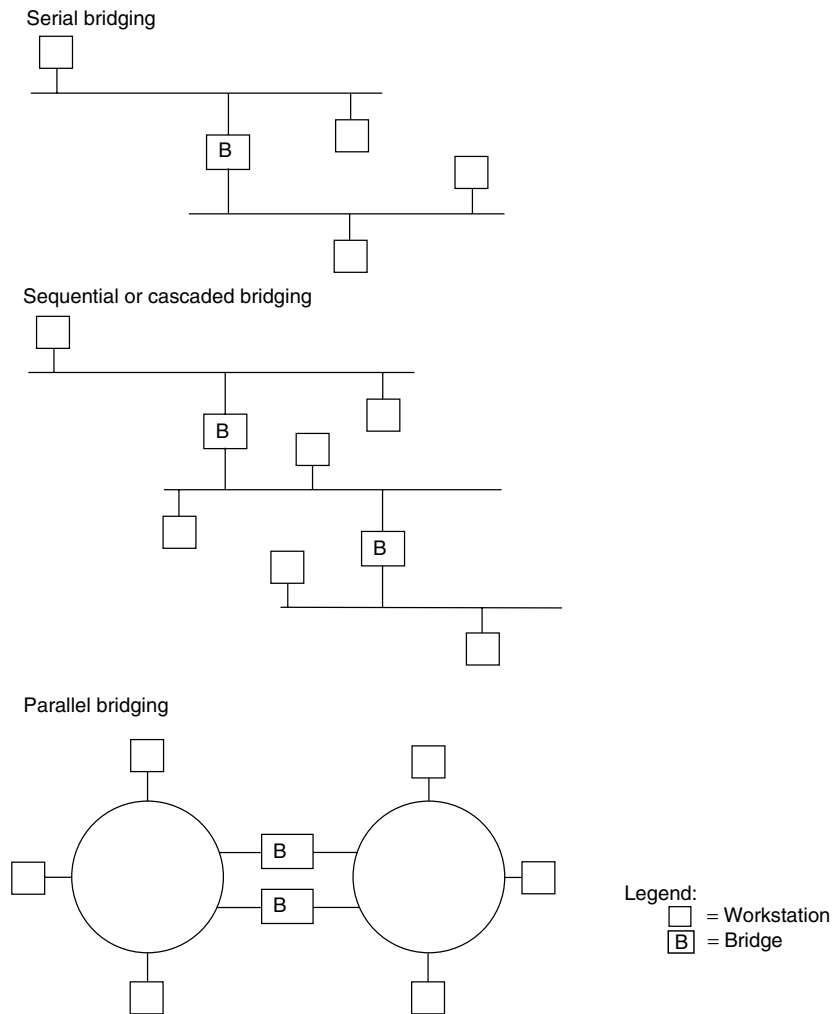 Serial bridging
B
Sequential or cascaded bridging
B
B
Parallel bridging
B
B
Legend:
= Workstation
B = Bridge